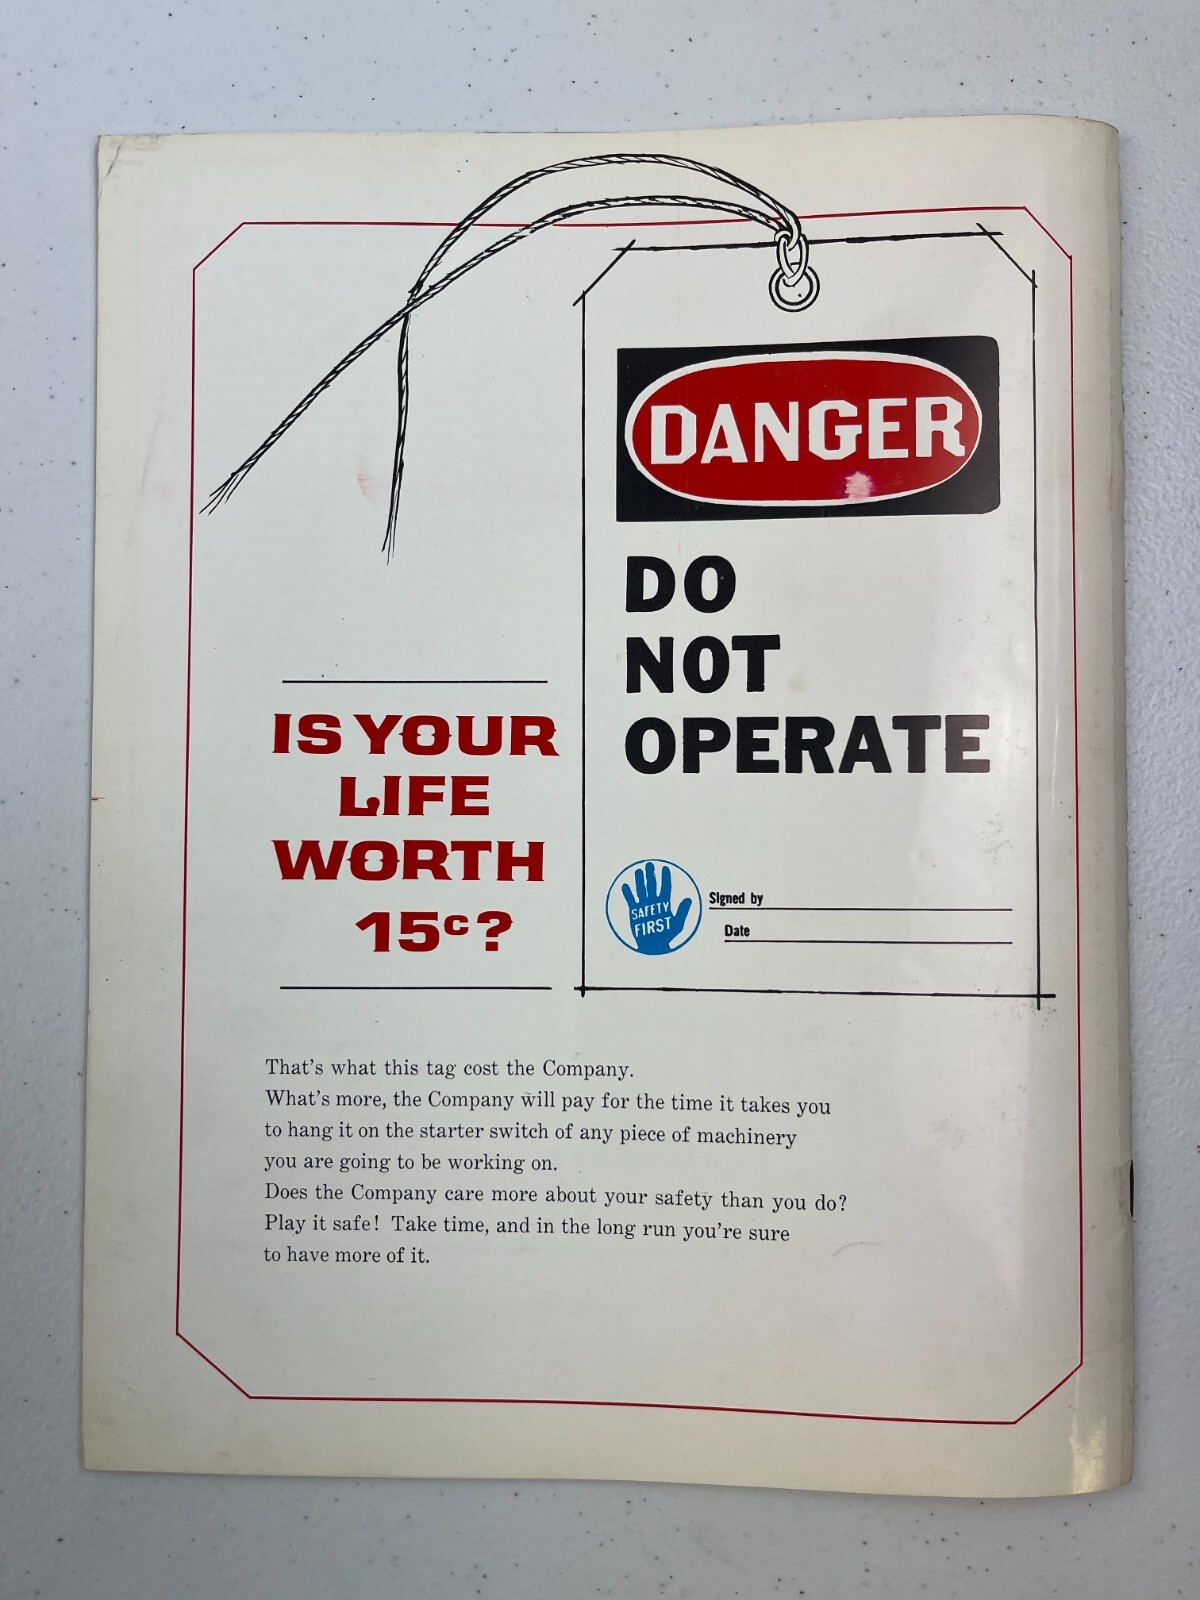 DANGER
DO
NOT
OPERATE
SAFETY
FIRST
Signed by
Date
IS YOUR
LIFE
WORTH
15c?
That's what this tag cost the Company.
What's more, the Company will pay for the time it takes you
to hang it on the starter switch of any piece of machinery
you are going to be working on.
Does the Company care more about your safety than you do?
Play it safe! Take time, and in the long run you're sure
to have more of it.